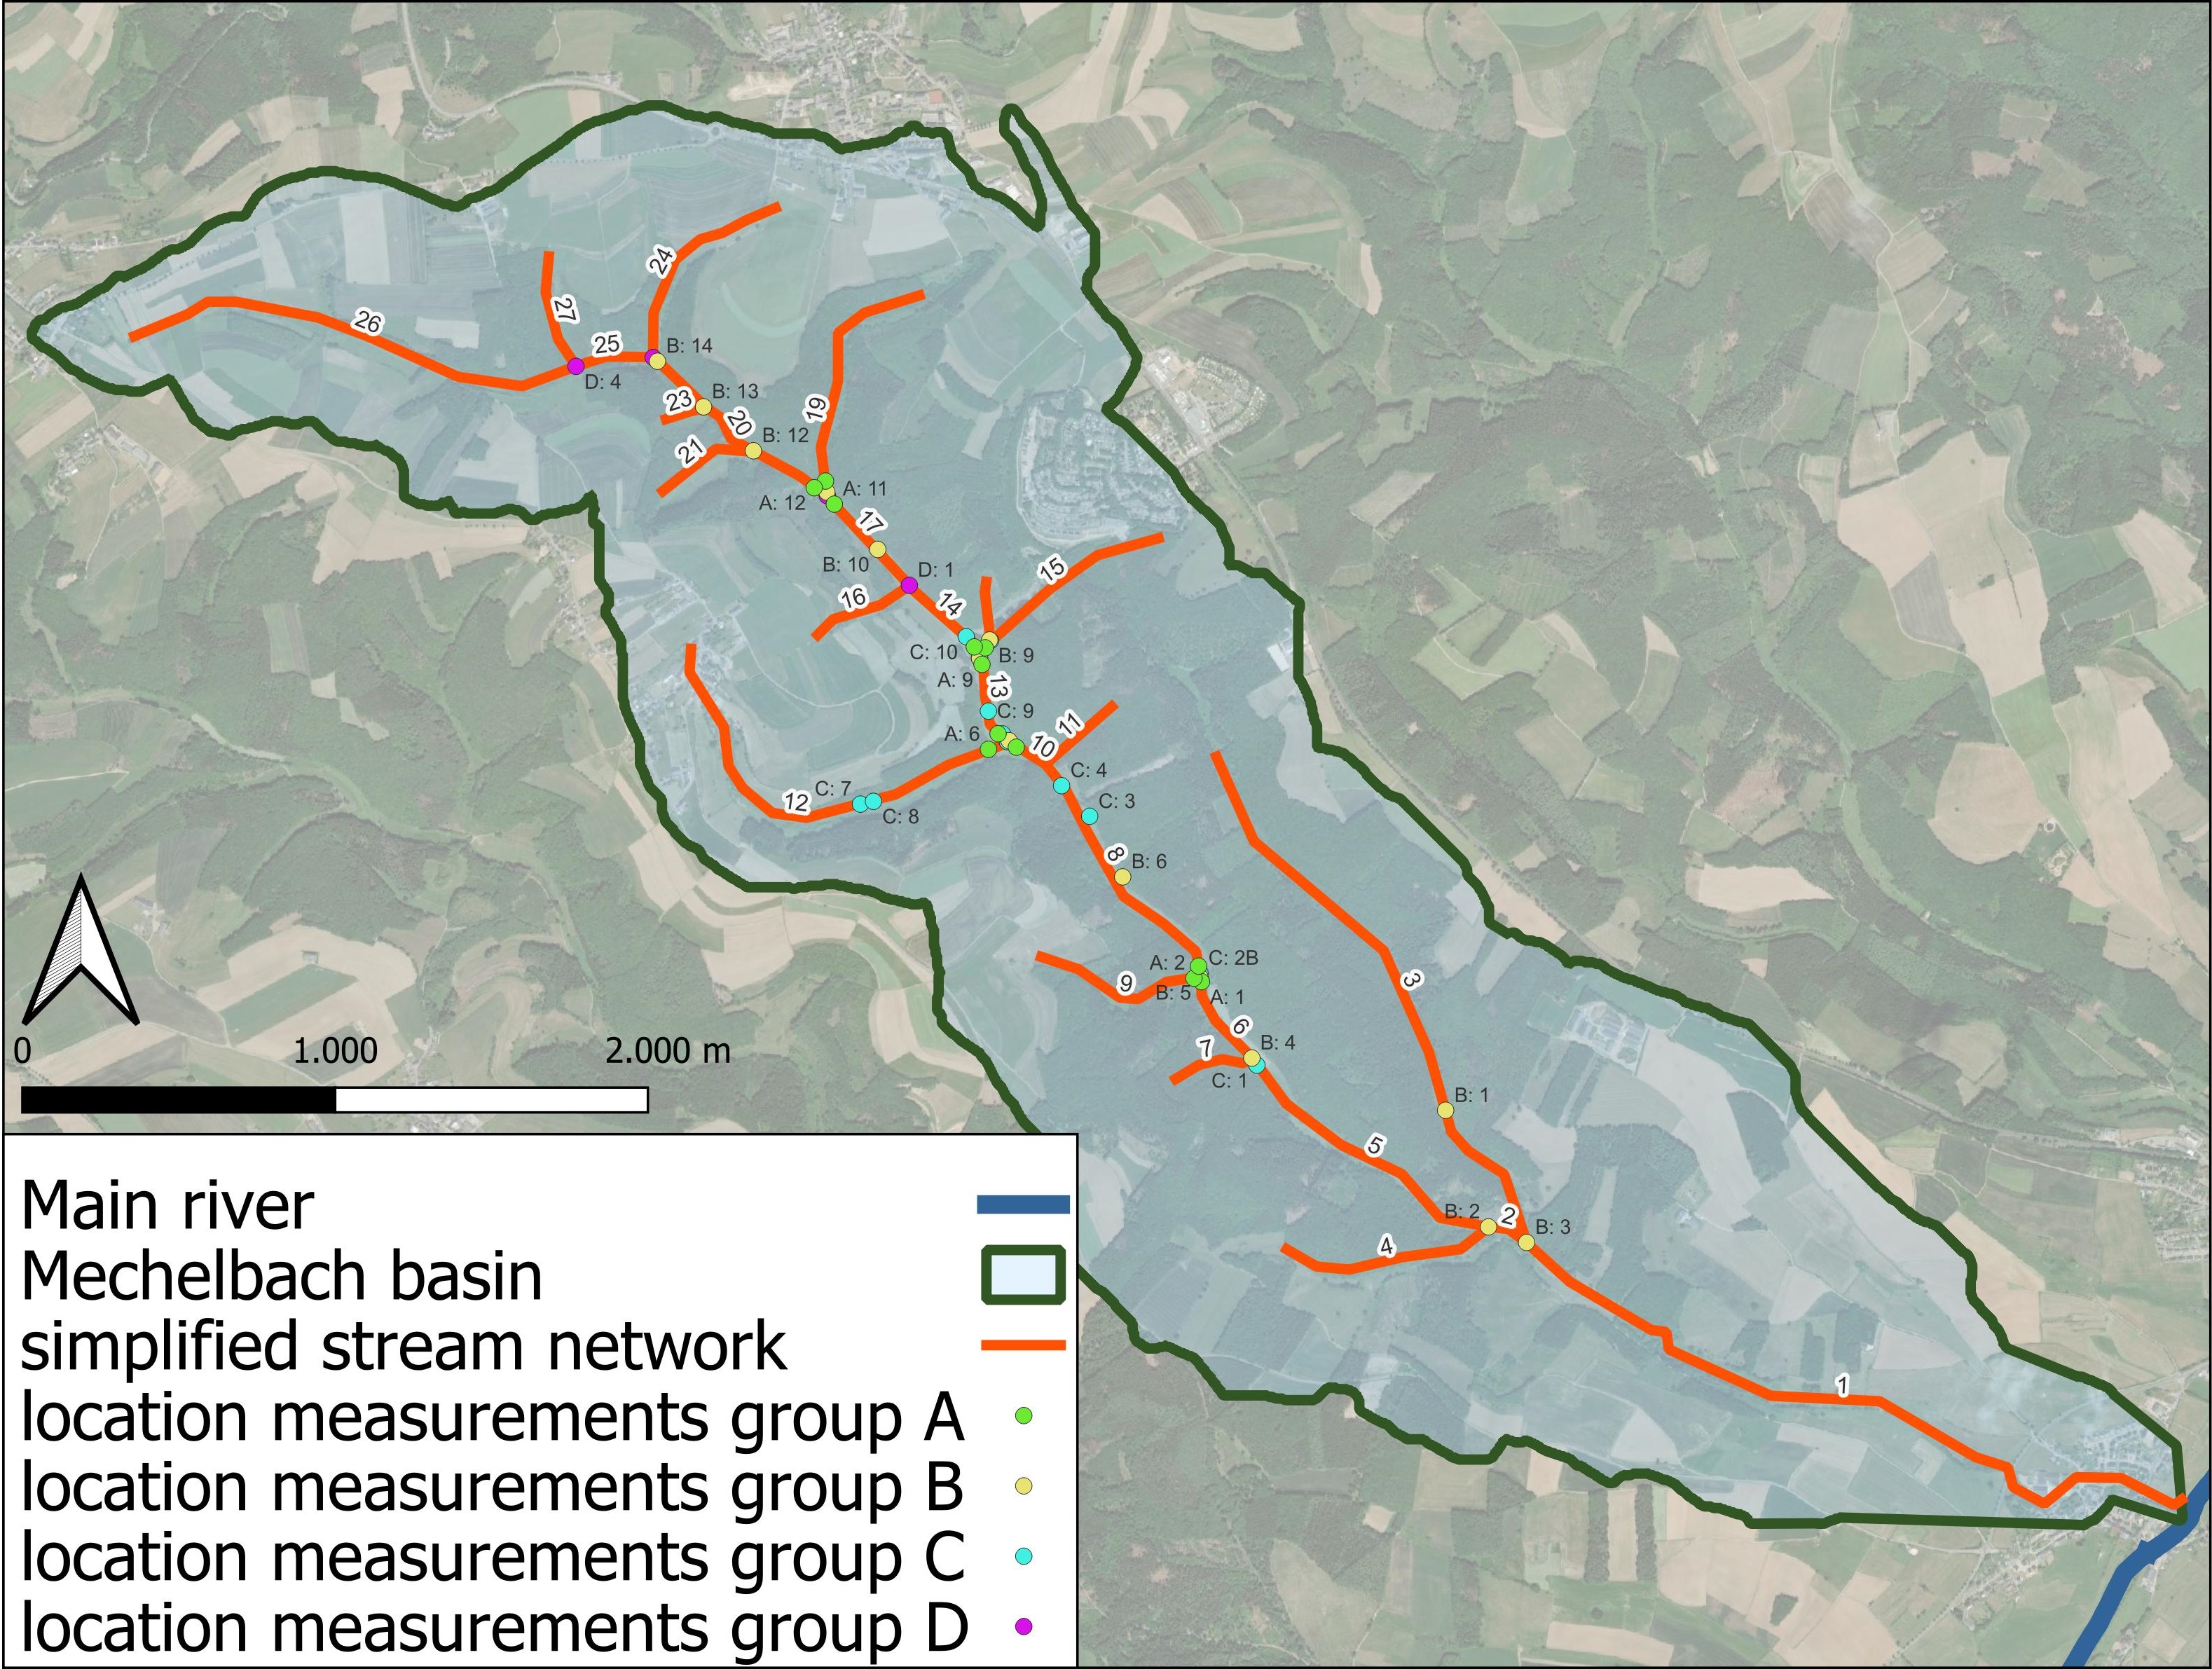 24
26
27
25
B: 14
D: 4
B: 13
23
20
19
B: 12
21
A: 11
A: 12
17
B: 10
D: 1
15
16
14
C: 10
B: 9
A: 9
13
C: 9
11
A: 6
10
C: 4
C: 7
12
C: 3
C: 8
8
B: 6
A: 2
C: 2B
3
9
B: 5
A: 1
6
B: 4
7
C: 1
B: 1
5
B: 2
2
B: 3
4
1
0 1.000 2.000 m
Main river
Mechelbach basin
simplified stream network
location measurements group A
location measurements group B
location measurements group C
location measurements group D